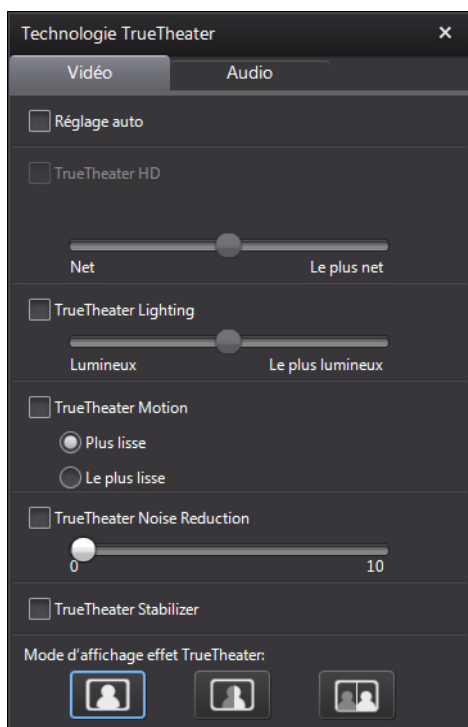 Technologie TrueTheater
Vidéo Audio
Réglage auto
TrueTheater HD
Net Le plus net
TrueTheater Lighting
Lumineux Le plus lumineux
TrueTheater Motion
Plus lisse
Le plus lisse
TrueTheater Noise Reduction
0 10
TrueTheater Stabilizer
Mode d'affichage effet TrueTheater: